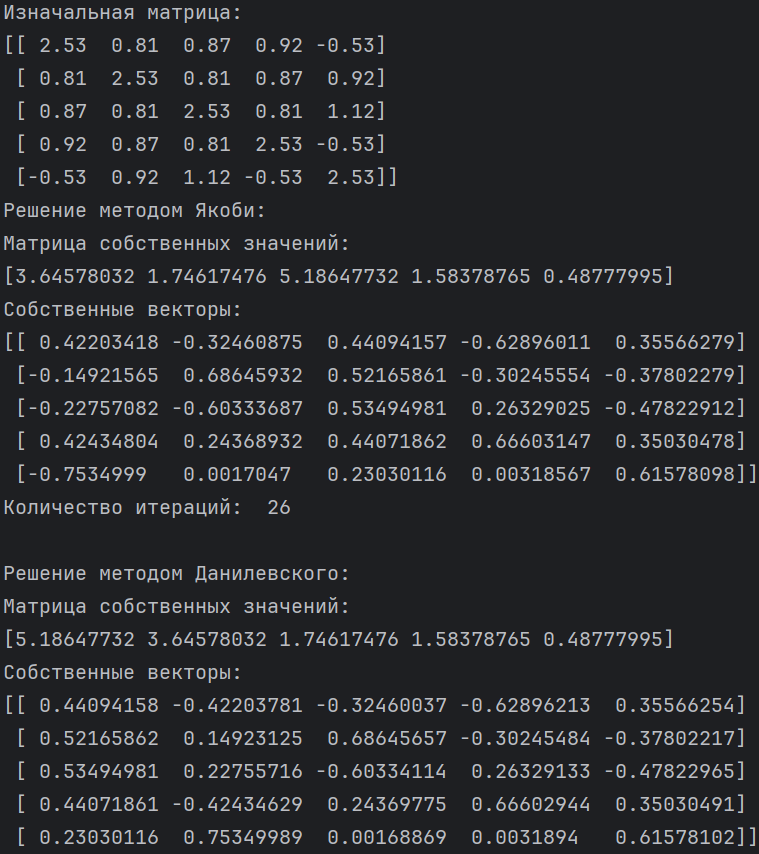 Изначальная матрица:
[[ 2.53  0.81  0.87  0.92 -0.53]
 [ 0.81  2.53  0.81  0.87  0.92]
 [ 0.87  0.81  2.53  0.81  1.12]
 [ 0.92  0.87  0.81  2.53 -0.53]
 [-0.53  0.92  1.12 -0.53  2.53]]
Решение методом Якоби:
Матрица собственных значений:
[3.64578032 1.74617476 5.18647732 1.58378765 0.48777995]
Собственные векторы:
[[ 0.42203418 -0.32460875  0.44094157 -0.62896011  0.35566279]
 [-0.14921565  0.68645932  0.52165861 -0.30245554 -0.37802279]
 [-0.22757082 -0.60333687  0.53494981  0.26329025 -0.47822912]
 [ 0.42434804  0.24368932  0.44071862  0.66603147  0.35030478]
 [-0.7534999   0.0017047   0.23030116  0.00318567  0.61578098]]
Количество итераций:  26

Решение методом Данилевского:
Матрица собственных значений:
[5.18647732 3.64578032 1.74617476 1.58378765 0.48777995]
Собственные векторы:
[[ 0.44094158 -0.42203781 -0.32460037 -0.62896213  0.35566254]
 [ 0.52165862  0.14923125  0.68645657 -0.30245484 -0.37802217]
 [ 0.53494981  0.22755716 -0.60334114  0.26329133 -0.47822965]
 [ 0.44071861 -0.42434629  0.24369775  0.66602944  0.35030491]
 [ 0.23030116  0.75349989  0.00168869  0.0031894   0.61578102]]